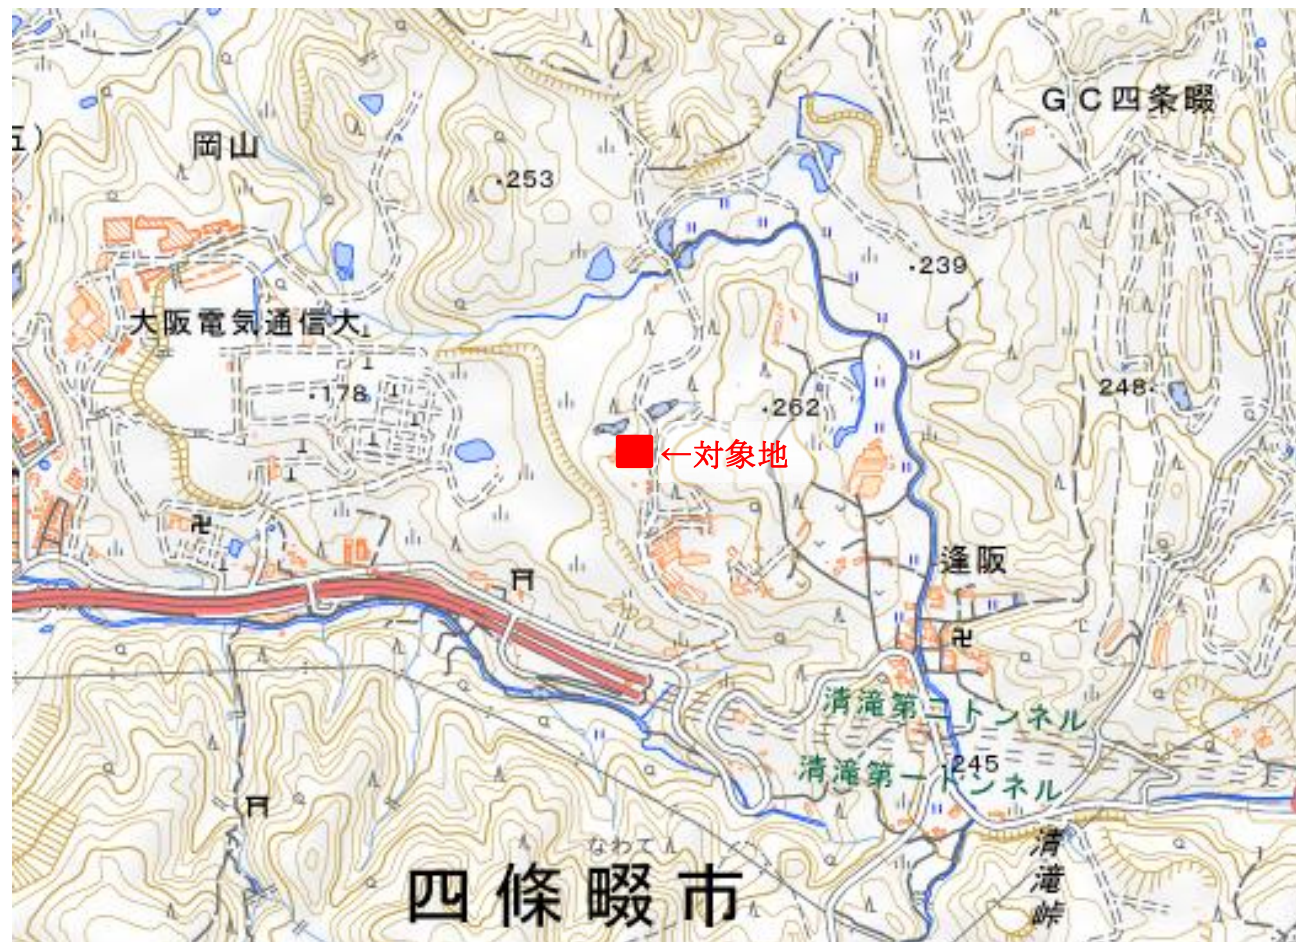 GC四条畷
五)
岡山
253
239
大阪電気通信大
178
262
248
←対象地
逢阪
250
清滝第二トンネル
清滝第一トンネル
245
なわて
四條畷市
清滝峠